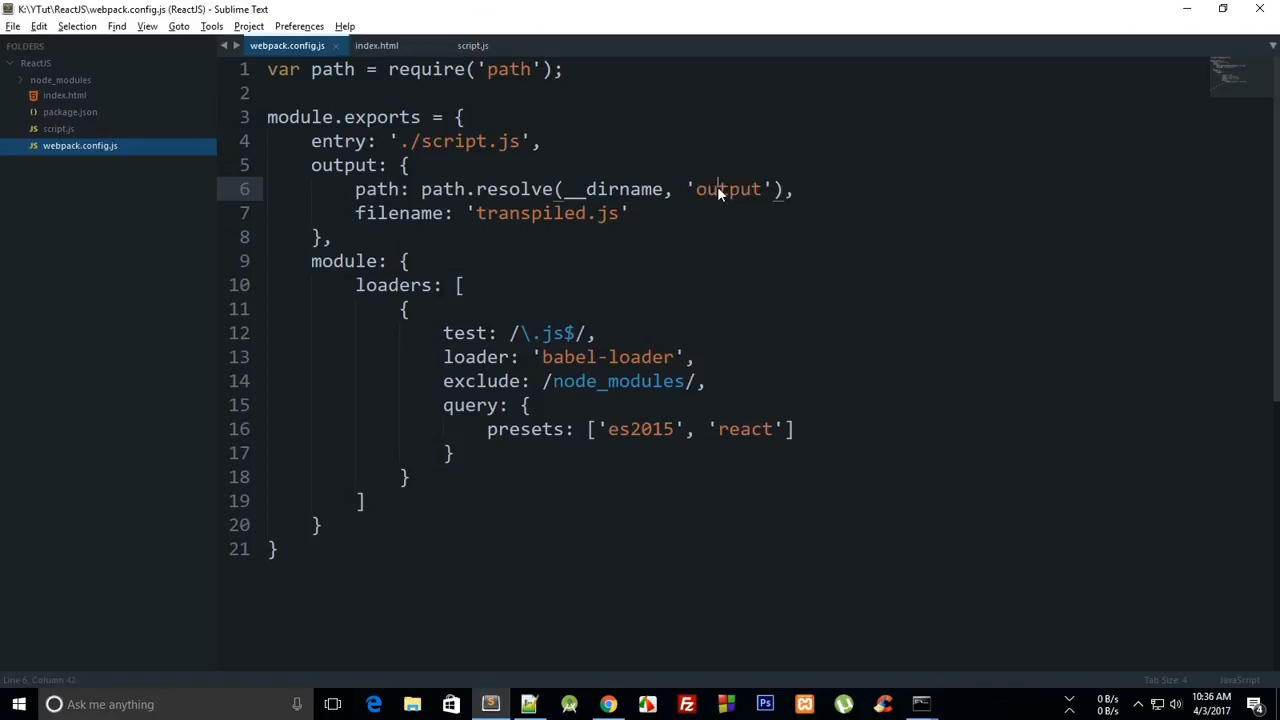 K:\YTut\ReactJS\webpack.config.js (ReactJS) - Sublime Text
File Edit Selection Find View Goto Tools Project Preferences Help
FOLDERS
ReactJS
node_modules
index.html
package.json
JS script.js
JS webpack.config.js
webpack.config.js × index.html script.js
1 var path = require('path');
2
3 module.exports = {
4     entry: './script.js',
5     output: {
6         path: path.resolve(__dirname, 'output'),
7         filename: 'transpiled.js'
8     },
9     module: {
10         loaders: [
11             {
12                 test: /\.js$/,
13                 loader: 'babel-loader',
14                 exclude: /node_modules/,
15                 query: {
16                     presets: ['es2015', 'react']
17                 }
18             }
19         ]
20     }
21 }
Line 6, Column 42
Tab Size: 4 JavaScript
Ask me anything
0 B/s
0 B/s
10:36 AM
4/3/2017
4